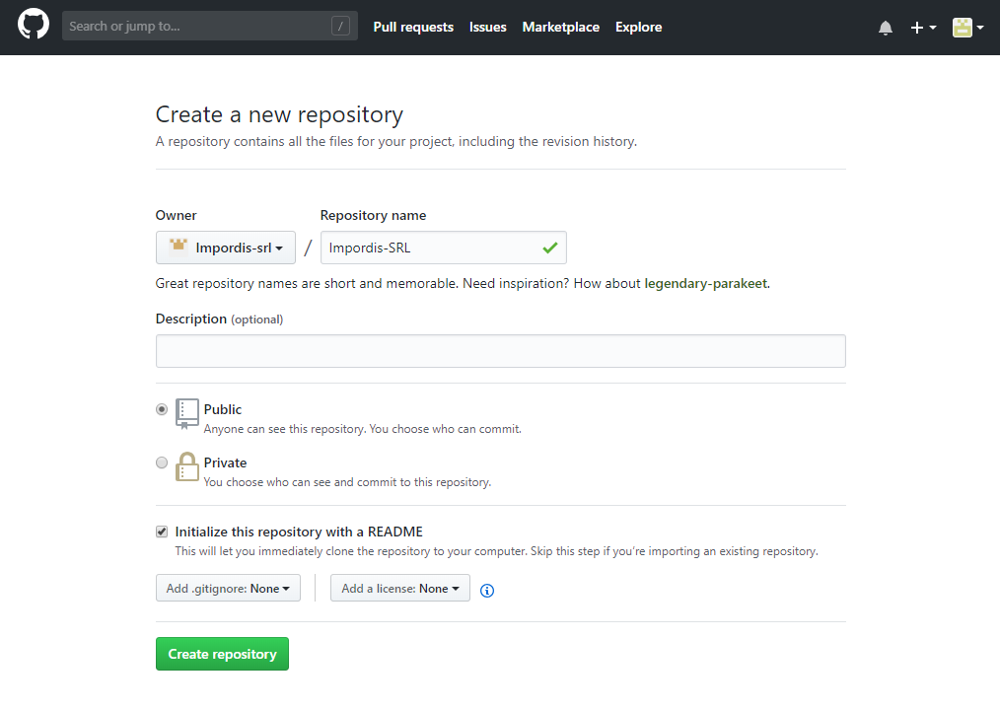 Search or jump to... / Pull requests Issues Marketplace Explore
Create a new repository
A repository contains all the files for your project, including the revision history.
Owner Repository name
Impordis-srl / Impordis-SRL
Great repository names are short and memorable. Need inspiration? How about legendary-parakeet.
Description (optional)
Public
Anyone can see this repository. You choose who can commit.
Private
You choose who can see and commit to this repository.
Initialize this repository with a README
This will let you immediately clone the repository to your computer. Skip this step if you're importing an existing repository.
Add .gitignore: None Add a license: None
Create repository